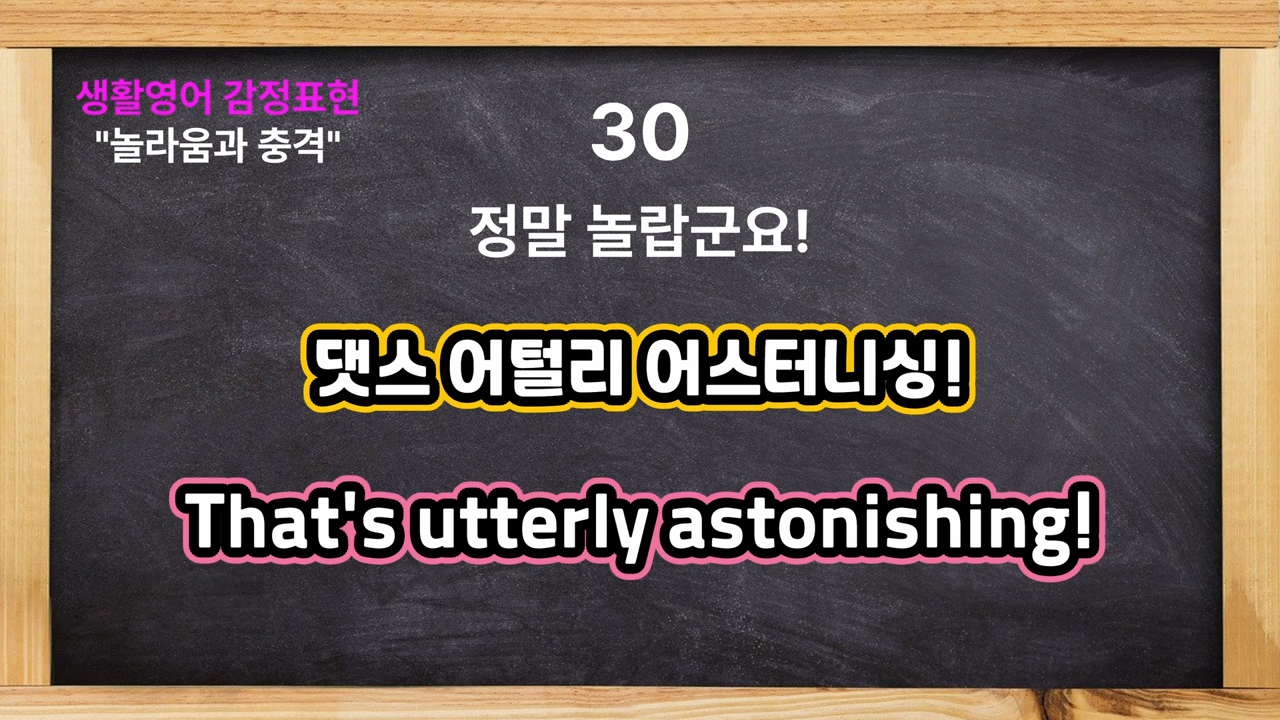 생활영어 감정표현
"놀라움과 충격"
30
정말 놀랍군요!
댓스 어털리 어스터니싱!
That's utterly astonishing!